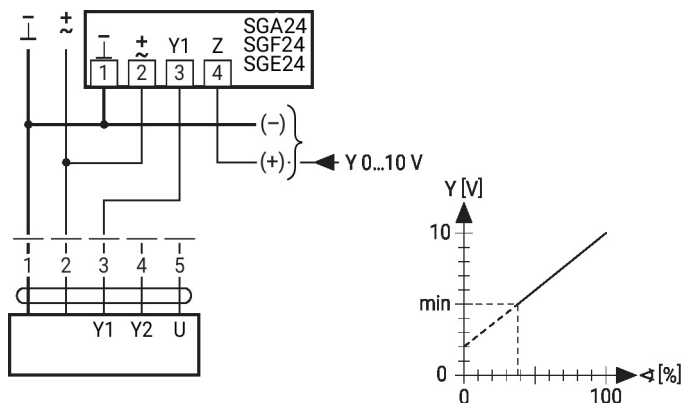 ⊥ – + ~
SGA24
SGF24
SGE24
⊥ – + ~ Y1 Z
1 2 3 4
(–)
(+) Y 0...10 V
1 2 3 4 5
Y1 Y2 U
Y [V]
10
min
0
0 100
∢ [%]